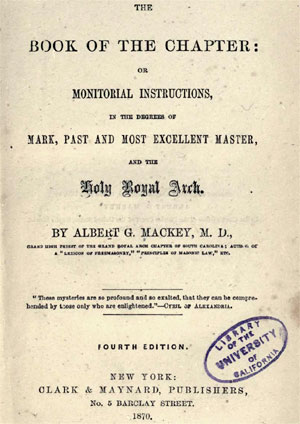 THE
BOOK OF THE CHAPTER:
OR
MONITORIAL INSTRUCTIONS,
IN THE DEGREES OF
MARK, PAST AND MOST EXCELLENT MASTER,
AND THE
Holy Royal Arch.
BY ALBERT G. MACKEY, M. D.,
GRAND HIGH PRIEST OF THE GRAND ROYAL ARCH CHAPTER OF SOUTH CAROLINA; AUTHOR OF
A "LEXICON OF FREEMASONRY," "PRINCIPLES OF MASONIC LAW," ETC.
"These mysteries are so profound and so exalted, that they can be compre-
hended by those only who are enlightened."—CYRIL OF ALEXANDRIA.
FOURTH EDITION.
LIBRARY
OF THE
UNIVERSITY
OF CALIFORNIA
NEW YORK:
CLARK & MAYNARD, PUBLISHERS,
No. 5 BARCLAY STREET.
1870.